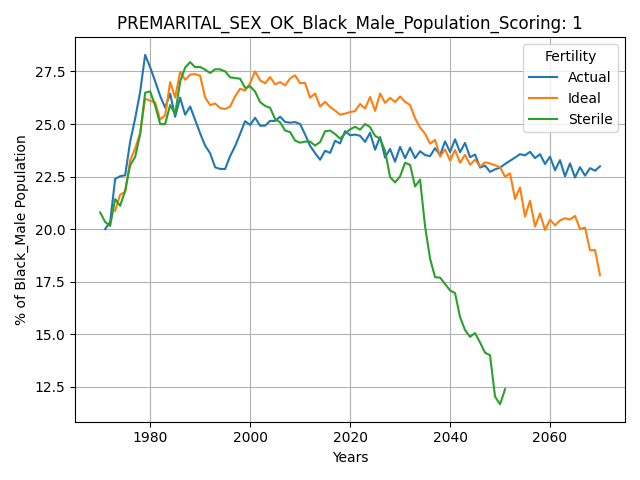 PREMARITAL_SEX_OK_Black_Male_Population_Scoring: 1
Fertility
Actual
Ideal
Sterile
% of Black_Male Population
27.5
25.0
22.5
20.0
17.5
15.0
12.5
1980 2000 2020 2040 2060
Years